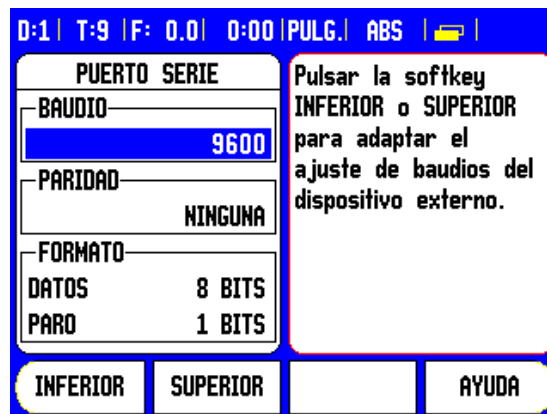 D:1 | T:9 | F: 0.0 | 0:00 | PULG. | ABS
PUERTO SERIE
BAUDIO
9600
PARIDAD
NINGUNA
FORMATO
DATOS 8 BITS
PARO 1 BITS
Pulsar la softkey
INFERIOR o SUPERIOR
para adaptar el
ajuste de baudios del
dispositivo externo.
INFERIOR SUPERIOR AYUDA